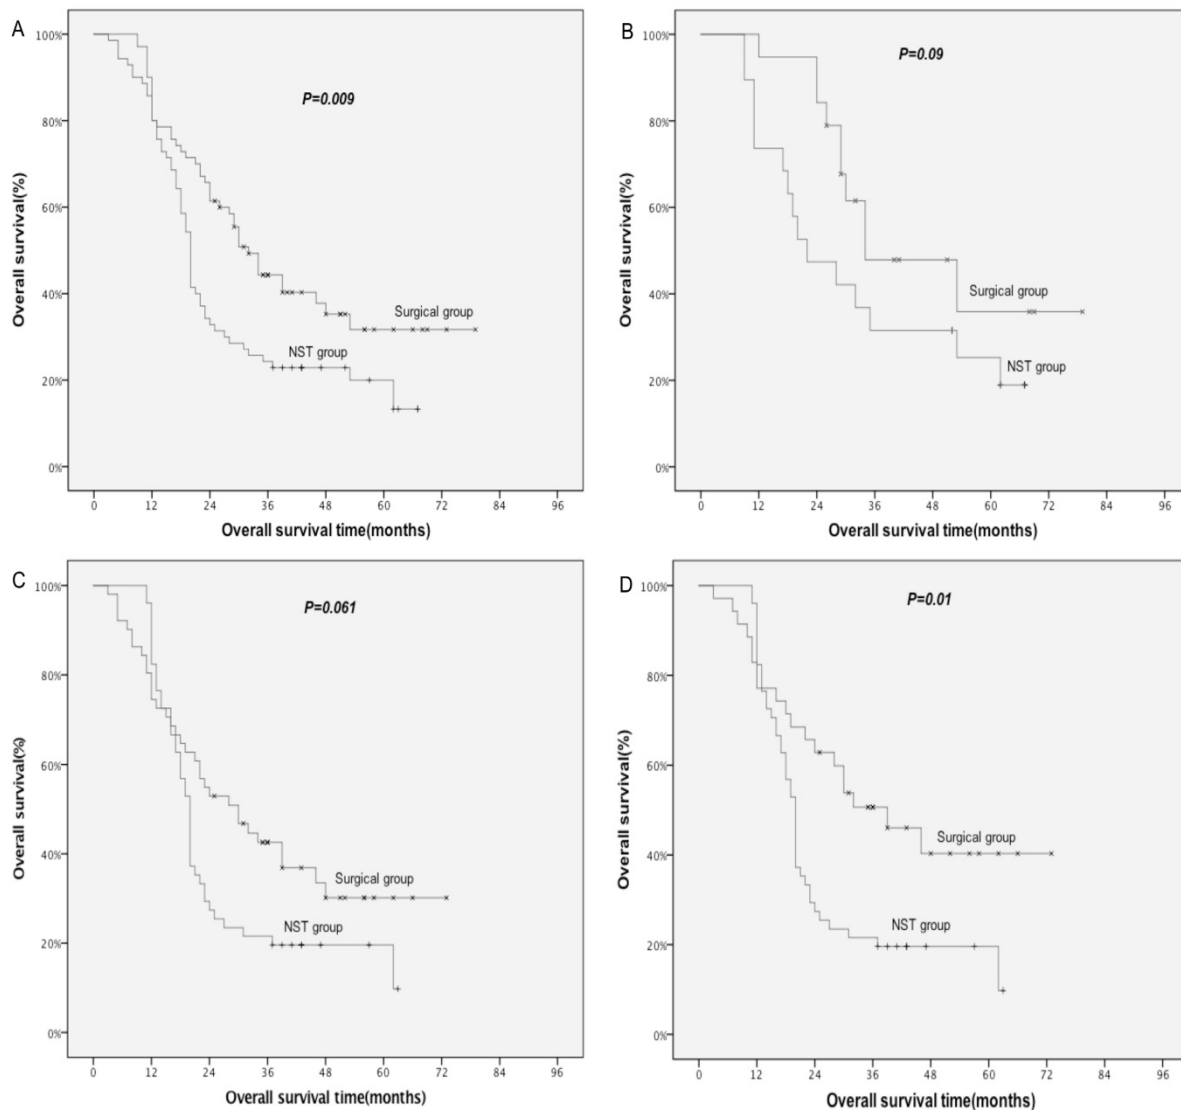 A
P=0.009
100%
80%
60%
40%
20%
0%
Overall survival(%)
Surgical group
NST group
0 12 24 36 48 60 72 84 96
Overall survival time(months)
B
P=0.09
100%
80%
60%
40%
20%
0%
Overall survival(%)
Surgical group
NST group
0 12 24 36 48 60 72 84 96
Overall survival time(months)
C
P=0.061
100%
80%
60%
40%
20%
0%
Overall survival(%)
Surgical group
NST group
0 12 24 36 48 60 72 84 96
Overall survival time(months)
D
P=0.01
100%
80%
60%
40%
20%
0%
Overall survival(%)
Surgical group
NST group
0 12 24 36 48 60 72 84 96
Overall survival time(months)